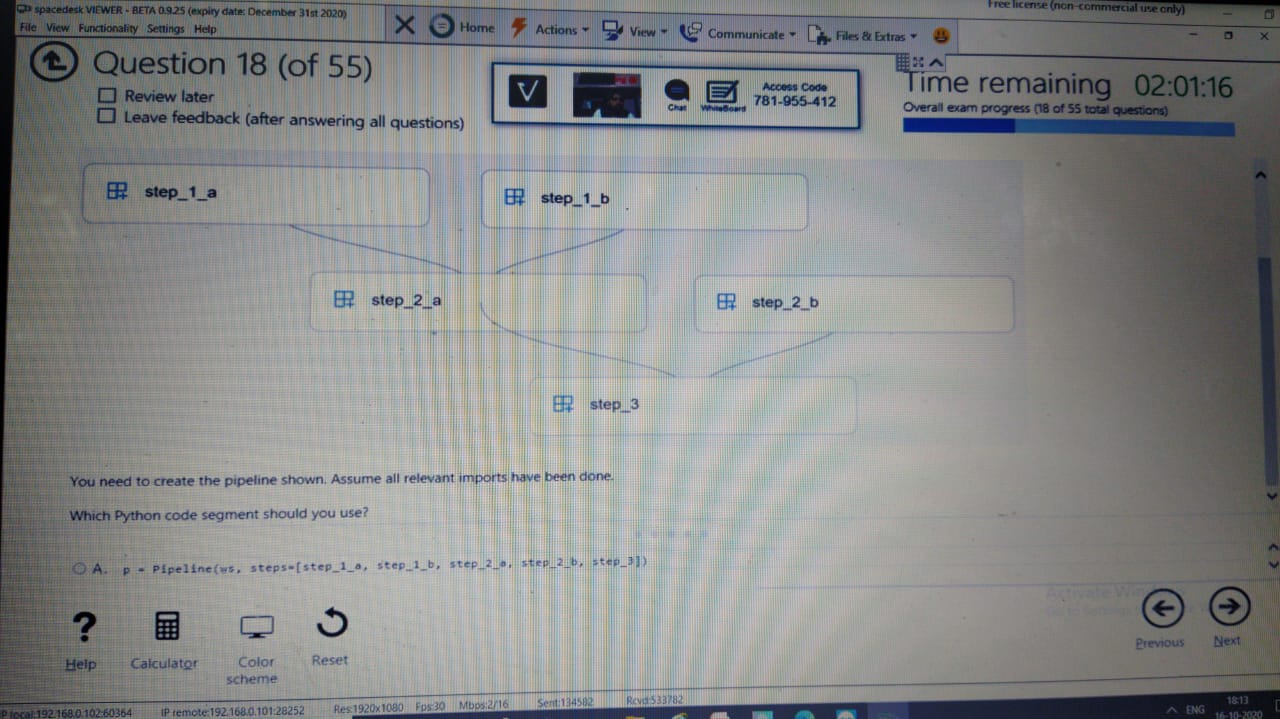 spacedesk VIEWER - BETA 0.9.25 (expiry date: December 31st 2020)
Free license (non-commercial use only)
File View Functionality Settings Help
Home Actions View Communicate Files & Extras
Question 18 (of 55)
Review later
Leave feedback (after answering all questions)
V
Chat
WhiteBoard
Access Code
781-955-412
Time remaining 02:01:16
Overall exam progress (18 of 55 total questions)
step_1_a
step_1_b
step_2_a
step_2_b
step_3
You need to create the pipeline shown. Assume all relevant imports have been done.
Which Python code segment should you use?
A. p = Pipeline(ws, steps=[step_1_a, step_1_b, step_2_a, step_2_b, step_3])
Activate
?
Help
Calculator
Color scheme
Reset
Previous
Next
P local:192.168.0.102:60364 IP remote:192.168.0.101:28252 Res:1920x1080 Fps:30 Mbps:2/16 Sent:134502 Rcvd:533782
ENG
18:13
16-10-2020